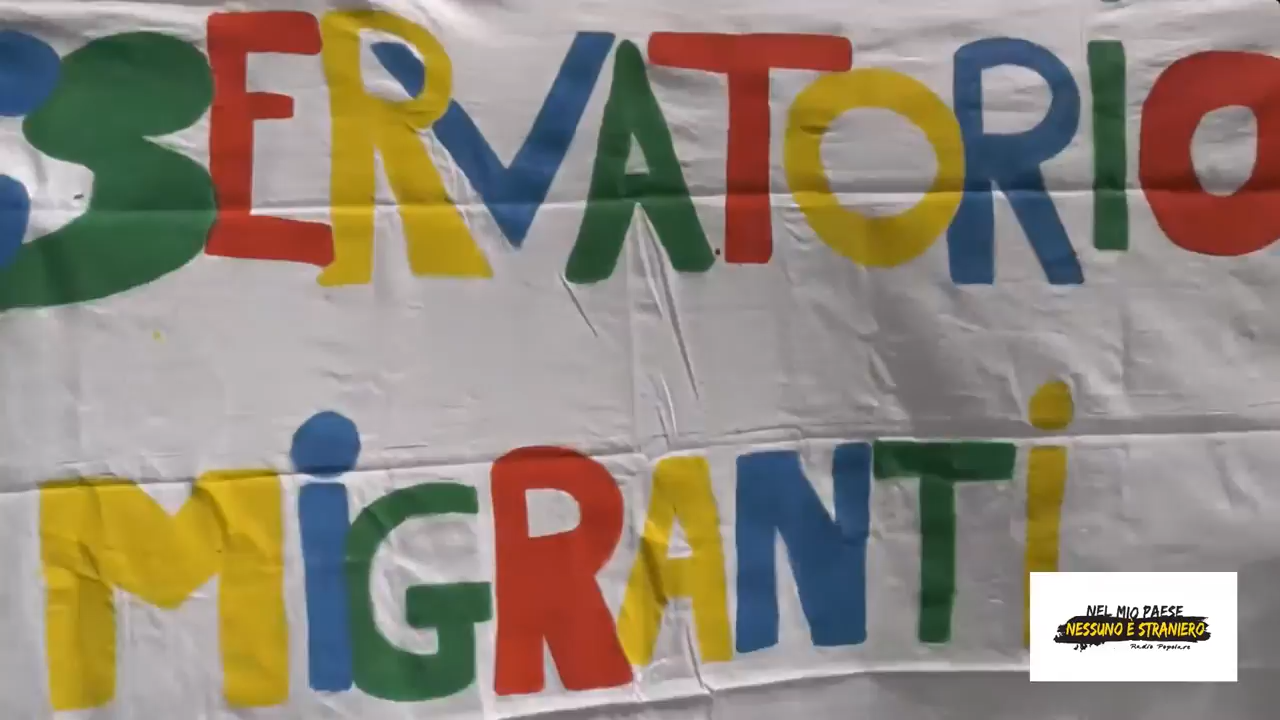 SERVATORIO
MiGRANTi
NEL MIO PAESE
NESSUNO È STRANIERO
Radio Popolare